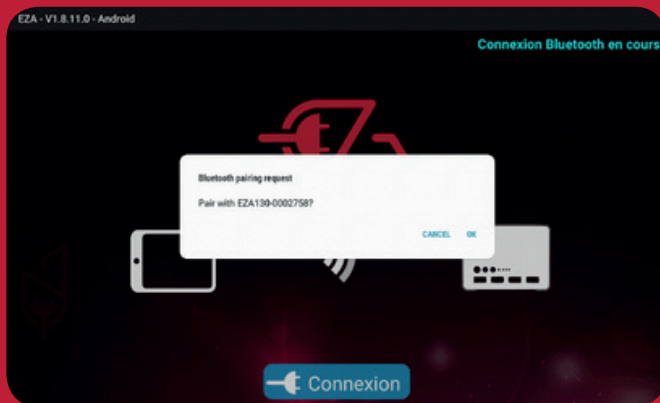 EZA - V1.8.11.0 - Android
Connexion Bluetooth en cours
Bluetooth pairing request
Pair with EZA130-0002758?
CANCEL OK
Connexion